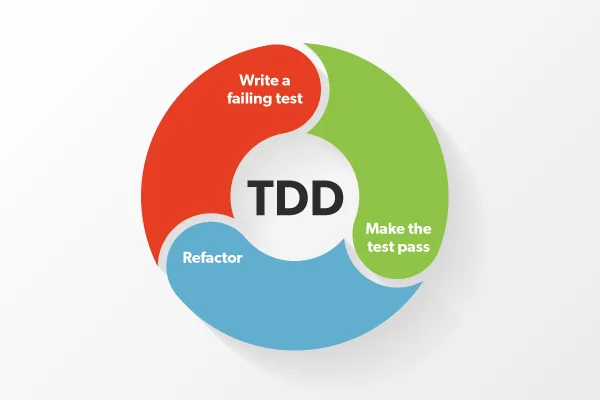 Write a
failing test
TDD
Make the
test pass
Refactor